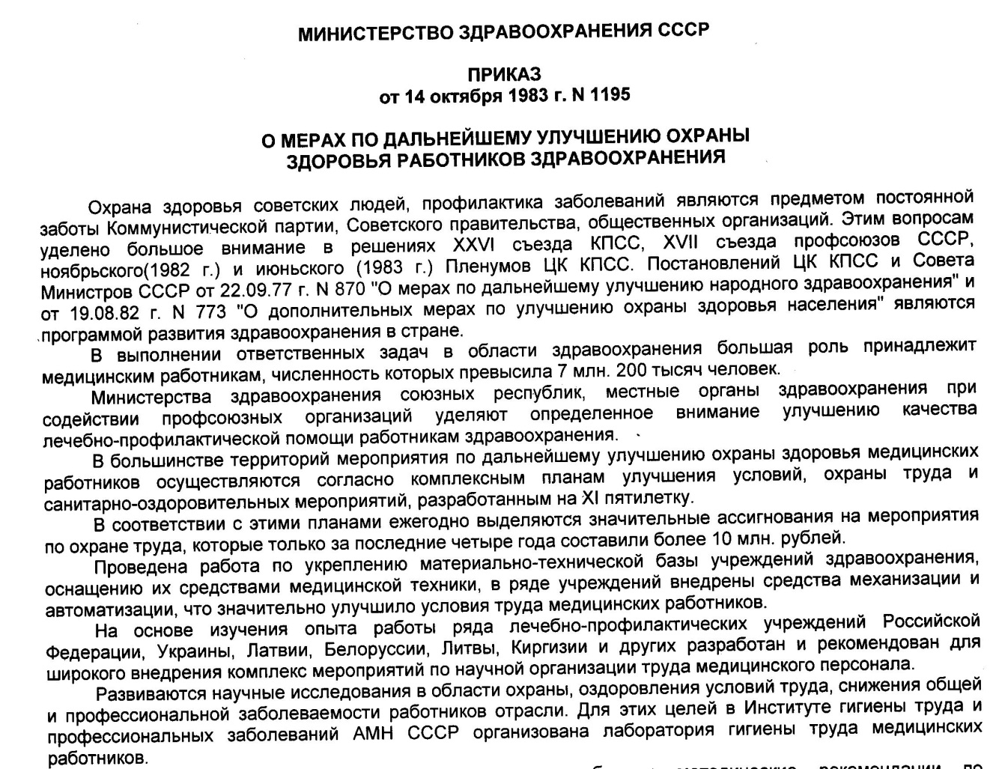 МИНИСТЕРСТВО ЗДРАВООХРАНЕНИЯ СССР
ПРИКАЗ
от 14 октября 1983 г. N 1195
О МЕРАХ ПО ДАЛЬНЕЙШЕМУ УЛУЧШЕНИЮ ОХРАНЫ
ЗДОРОВЬЯ РАБОТНИКОВ ЗДРАВООХРАНЕНИЯ
Охрана здоровья советских людей, профилактика заболеваний являются предметом постоянной
заботы Коммунистической партии, Советского правительства, общественных организаций. Этим вопросам
уделено большое внимание в решениях XXVI съезда КПСС, XVII съезда профсоюзов СССР,
ноябрьского(1982 г.) и июньского (1983 г.) Пленумов ЦК КПСС. Постановлений ЦК КПСС и Совета
Министров СССР от 22.09.77 г. N 870 "О мерах по дальнейшему улучшению народного здравоохранения" и
от 19.08.82 г. N 773 "О дополнительных мерах по улучшению охраны здоровья населения" являются
программой развития здравоохранения в стране.
В выполнении ответственных задач в области здравоохранения большая роль принадлежит
медицинским работникам, численность которых превысила 7 млн. 200 тысяч человек.
Министерства здравоохранения союзных республик, местные органы здравоохранения при
содействии профсоюзных организаций уделяют определенное внимание улучшению качества
лечебно-профилактической помощи работникам здравоохранения.
В большинстве территорий мероприятия по дальнейшему улучшению охраны здоровья медицинских
работников осуществляются согласно комплексным планам улучшения условий, охраны труда и
санитарно-оздоровительных мероприятий, разработанным на XI пятилетку.
В соответствии с этими планами ежегодно выделяются значительные ассигнования на мероприятия
по охране труда, которые только за последние четыре года составили более 10 млн. рублей.
Проведена работа по укреплению материально-технической базы учреждений здравоохранения,
оснащению их средствами медицинской техники, в ряде учреждений внедрены средства механизации и
автоматизации, что значительно улучшило условия труда медицинских работников.
На основе изучения опыта работы ряда лечебно-профилактических учреждений Российской
Федерации, Украины, Латвии, Белоруссии, Литвы, Киргизии и других разработан и рекомендован для
широкого внедрения комплекс мероприятий по научной организации труда медицинского персонала.
Развиваются научные исследования в области охраны, оздоровления условий труда, снижения общей
и профессиональной заболеваемости работников отрасли. Для этих целей в Институте гигиены труда и
профессиональных заболеваний АМН СССР организована лаборатория гигиены труда медицинских
работников.